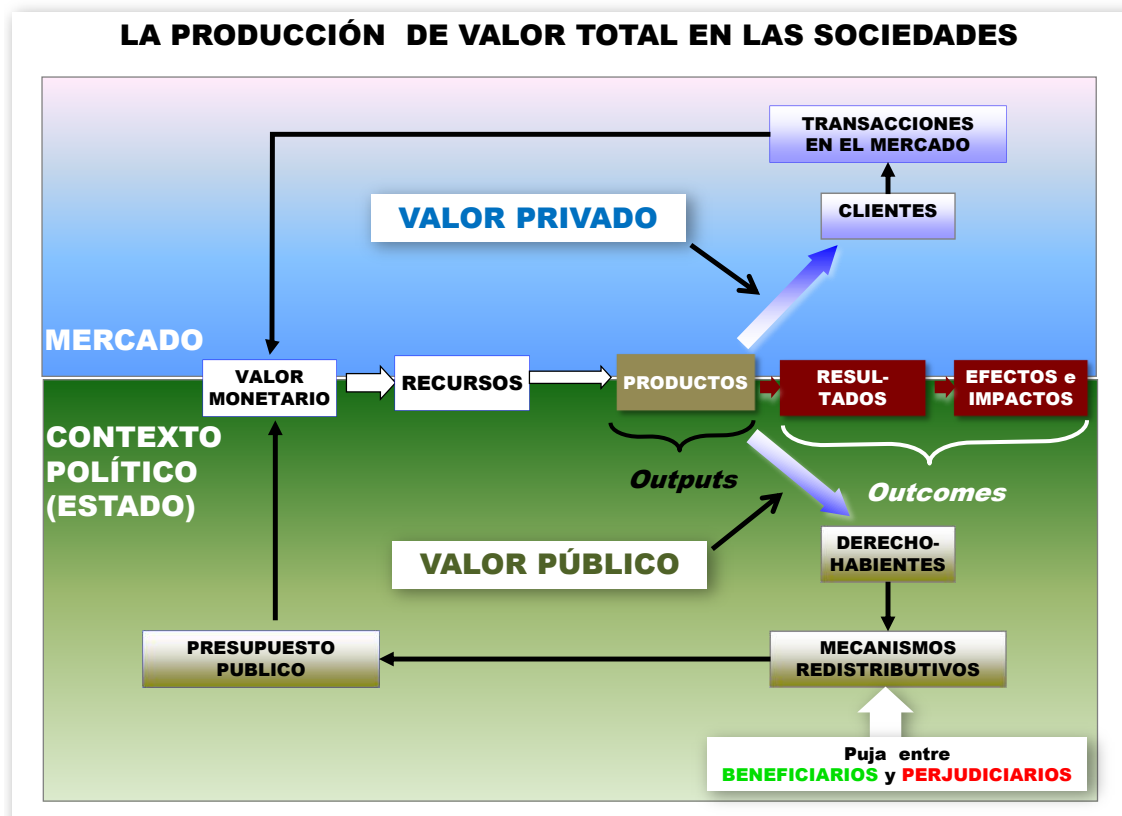 LA PRODUCCIÓN DE VALOR TOTAL EN LAS SOCIEDADES
TRANSACCIONES
EN EL MERCADO
VALOR PRIVADO
CLIENTES
MERCADO
VALOR
MONETARIO
RECURSOS
PRODUCTOS
RESUL-
TADOS
EFECTOS e
IMPACTOS
CONTEXTO
POLÍTICO
(ESTADO)
Outputs
Outcomes
VALOR PÚBLICO
DERECHO-
HABIENTES
PRESUPUESTO
PUBLICO
MECANISMOS
REDISTRIBUTIVOS
Puja entre
BENEFICIARIOS y PERJUDICIARIOS